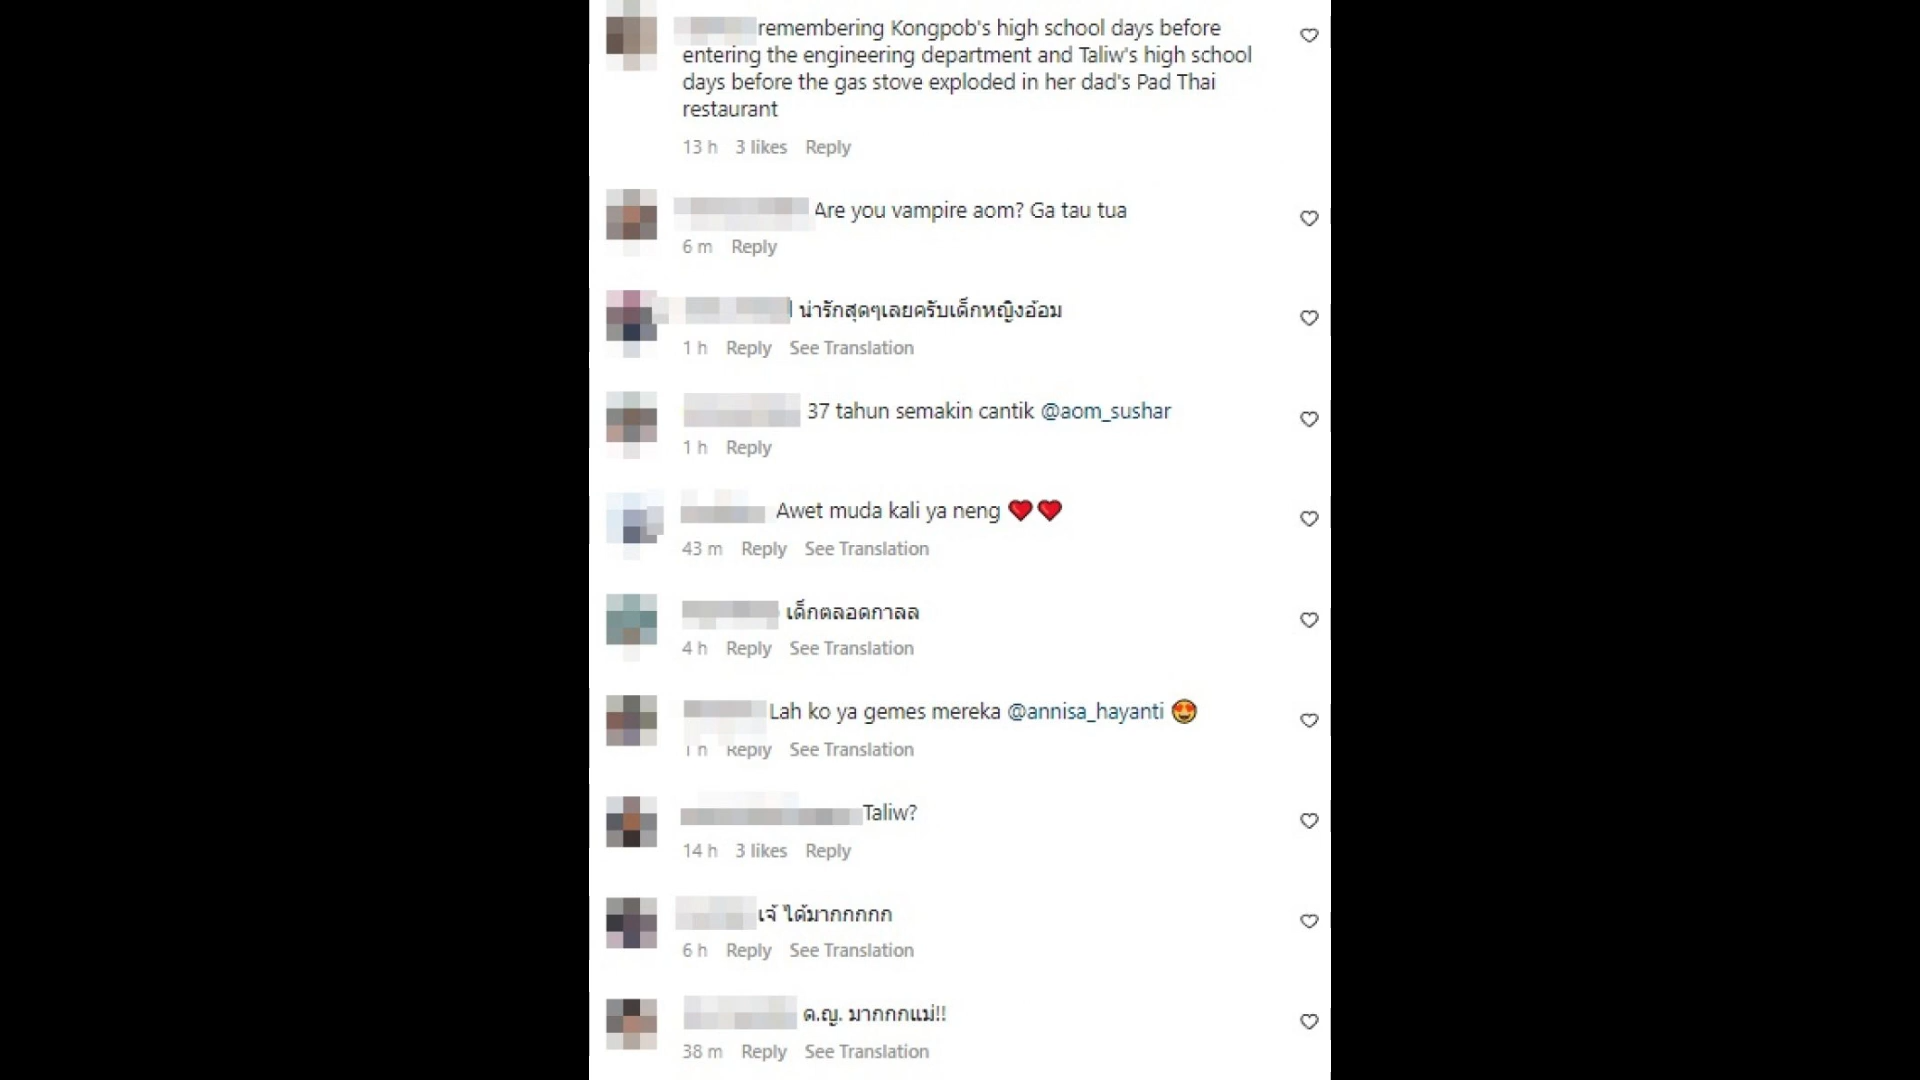 remembering Kongpob's high school days before
entering the engineering department and Taliw's high school
days before the gas stove exploded in her dad's Pad Thai
restaurant
13 h 3 likes Reply
Are you vampire aom? Ga tau tua
6 m Reply
น่ารักสุดๆเลยครับเด็กหญิงอ้อม
1 h Reply See Translation
37 tahun semakin cantik @aom_sushar
1 h Reply
Awet muda kali ya neng ❤️❤️
43 m Reply See Translation
เด็กตลอดกาลล
4 h Reply See Translation
Lah ko ya gemes mereka @annisa_hayanti 😍
1 h Reply See Translation
Taliw?
14 h 3 likes Reply
เจ้ ได้มากกกกก
6 h Reply See Translation
ด.ญ. มากกกแม่!!
38 m Reply See Translation